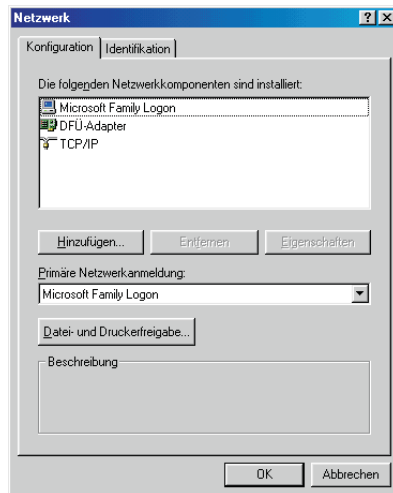 Netzwerk
Konfiguration Identifikation
Die folgenden Netzwerkkomponenten sind installiert:
Microsoft Family Logon
DFÜ-Adapter
TCP/IP
Hinzufügen... Entfernen Eigenschaften
Primäre Netzwerkanmeldung:
Microsoft Family Logon
Datei- und Druckerfreigabe...
Beschreibung
OK Abbrechen